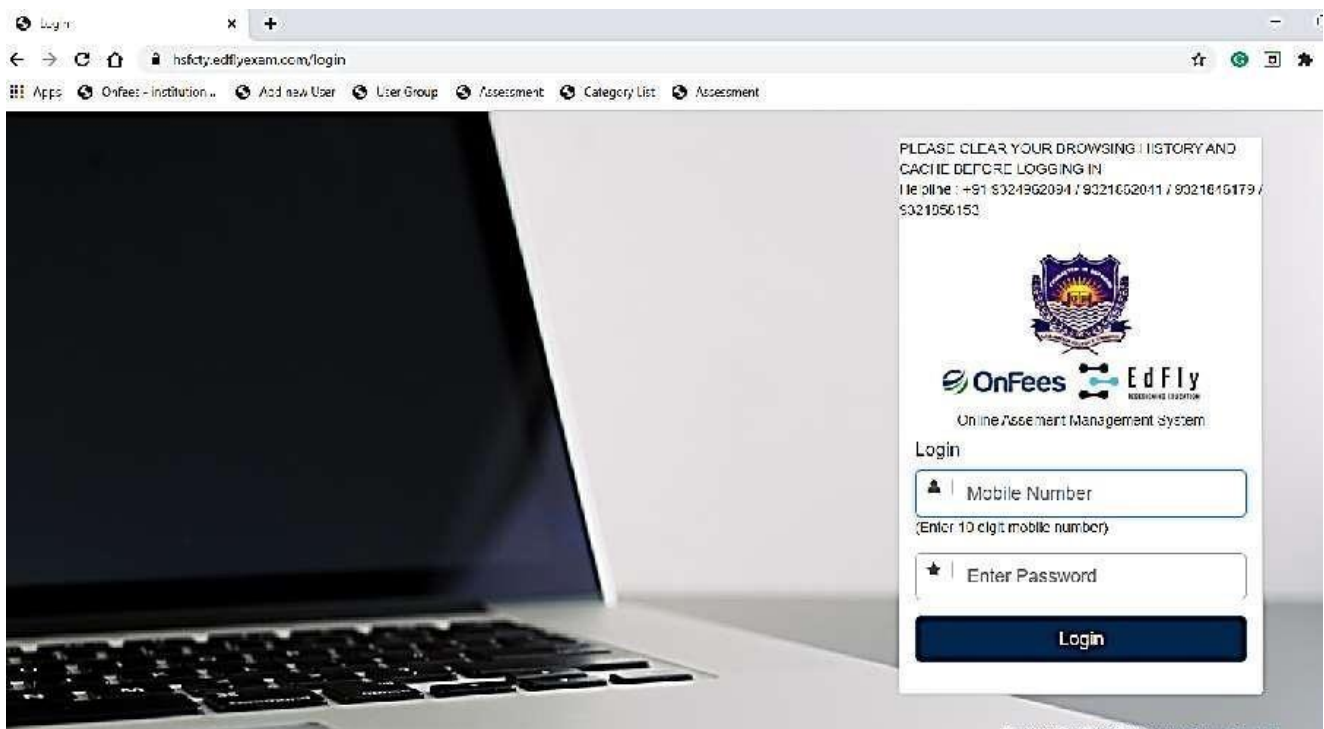 Login
hsfcty.edflyexam.com/login
Apps Onfees - institution... Add new User User Group Assessment Category List Assessment
PLEASE CLEAR YOUR BROWSING HISTORY AND
CACHE BEFORE LOGGING IN
Helpline : +91 9324962094 / 9321652041 / 9321846179 /
9321856153
OnFees EdFly
Online Assement Management System
Login
Mobile Number
(Enter 10 digit mobile number)
Enter Password
Login